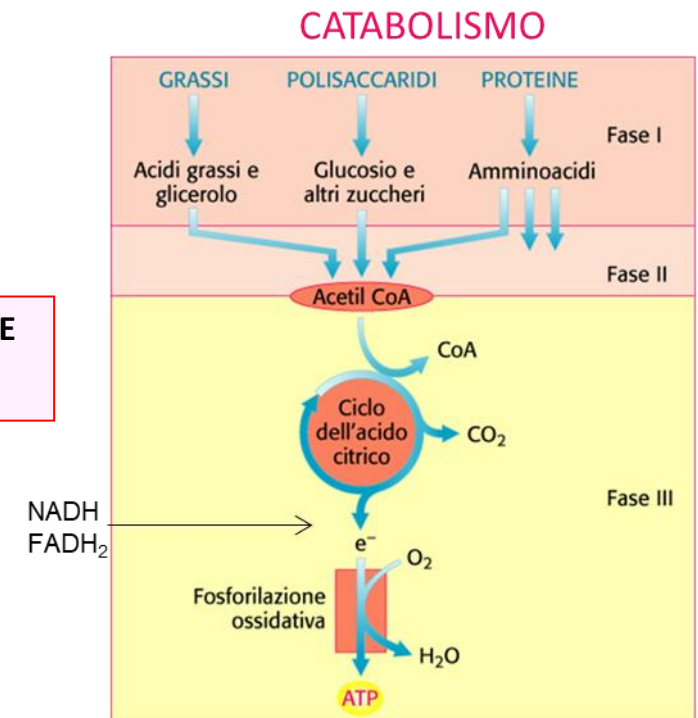 CATABOLISMO
GRASSI POLISACCARIDI PROTEINE
Fase I
Acidi grassi e
glicerolo
Glucosio e
altri zuccheri
Amminoacidi
Fase II
Acetil CoA
E
CoA
Ciclo
dell'acido
citrico
CO₂
Fase III
NADH
FADH₂
e⁻
O₂
Fosforilazione
ossidativa
H₂O
ATP